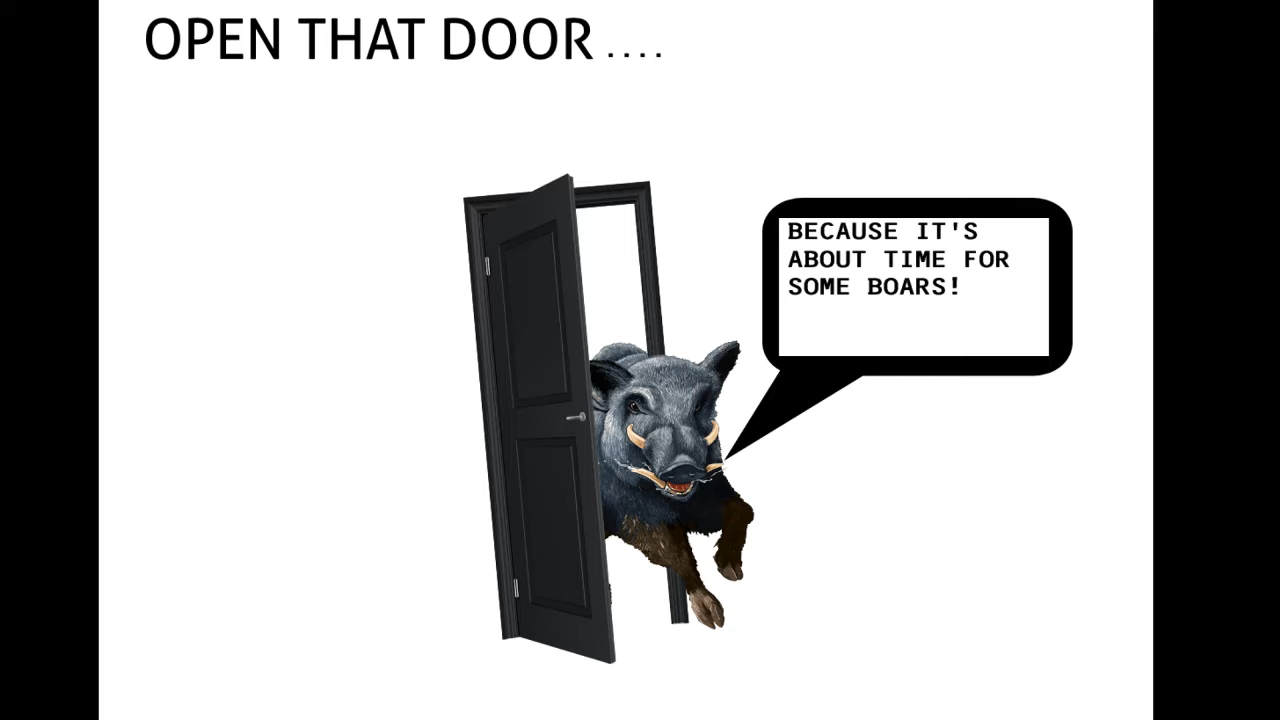 OPEN THAT DOOR ....
BECAUSE IT'S
ABOUT TIME FOR
SOME BOARS!